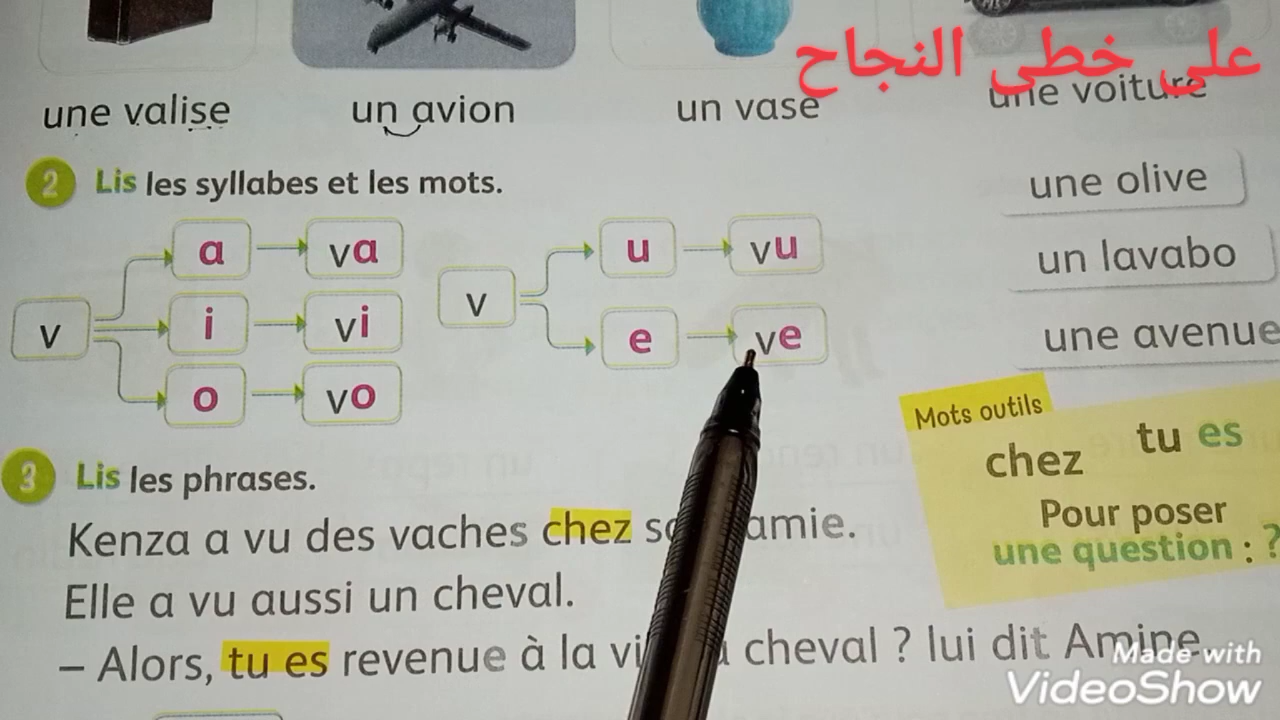 على خطى النجاح
une valise
un avion
un vase
une voiture
2 Lis les syllabes et les mots.
v
a va
i vi
o vo
v
u vu
e ve
une olive
un lavabo
une avenue
3 Lis les phrases.
Kenza a vu des vaches chez amie.
Elle a vu aussi un cheval.
– Alors, tu es revenue à la cheval ? lui dit Amine.
Mots outils
chez
tu es
Pour poser
une question : ?
Made with
VideoShow